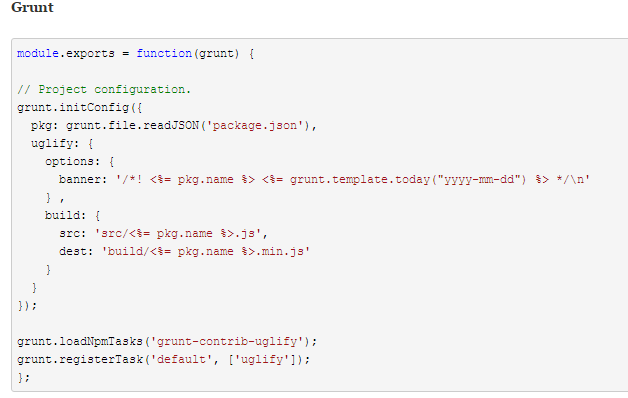 Grunt
module.exports = function(grunt) {
// Project configuration.
grunt.initConfig({
  pkg: grunt.file.readJSON('package.json'),
  uglify: {
    options: {
      banner: '/*! <%= pkg.name %> <%= grunt.template.today("yyyy-mm-dd") %> */\n'
    } ,
    build: {
      src: 'src/<%= pkg.name %>.js',
      dest: 'build/<%= pkg.name %>.min.js'
    }
  }
});
grunt.loadNpmTasks('grunt-contrib-uglify');
grunt.registerTask('default', ['uglify']);
};